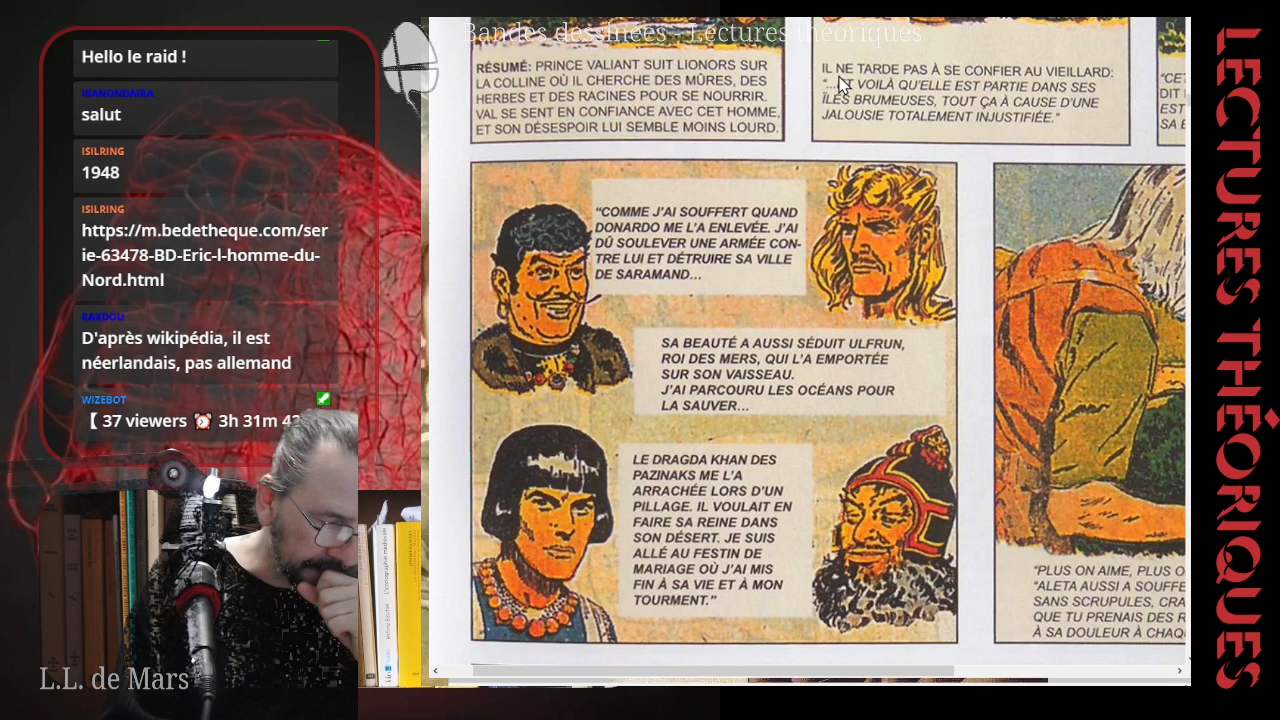 Hello le raid !
IRANONDAIRA
salut
ISILRING
1948
ISILRING
https://m.bedetheque.com/ser
ie-63478-BD-Eric-l-homme-du-
Nord.html
RAKDOU
D'après wikipédia, il est
néerlandais, pas allemand
WIZEBOT
【 37 viewers ⏰ 3h 31m 42
L.L. de Mars
Bandes dessinées - Lectures théoriques
RÉSUMÉ: PRINCE VALIANT SUIT LIONORS SUR
LA COLLINE OÙ IL CHERCHE DES MÛRES, DES
HERBES ET DES RACINES POUR SE NOURRIR.
VAL SE SENT EN CONFIANCE AVEC CET HOMME,
ET SON DÉSESPOIR LUI SEMBLE MOINS LOURD.
IL NE TARDE PAS À SE CONFIER AU VIEILLARD:
VOILÀ QU'ELLE EST PARTIE DANS SES
ÎLES BRUMEUSES, TOUT ÇA À CAUSE D'UNE
JALOUSIE TOTALEMENT INJUSTIFIÉE."
"CET
DIT
EST
SA
"COMME J'AI SOUFFERT QUAND
DONARDO ME L'A ENLEVÉE. J'AI
DÛ SOULEVER UNE ARMÉE CON-
TRE LUI ET DÉTRUIRE SA VILLE
DE SARAMAND...
SA BEAUTÉ A AUSSI SÉDUIT ULFRUN,
ROI DES MERS, QUI L'A EMPORTÉE
SUR SON VAISSEAU.
J'AI PARCOURU LES OCÉANS POUR
LA SAUVER...
LE DRAGDA KHAN DES
PAZINAKS ME L'A
ARRACHÉE LORS D'UN
PILLAGE. IL VOULAIT EN
FAIRE SA REINE DANS
SON DÉSERT. JE SUIS
ALLÉ AU FESTIN DE
MARIAGE OÙ J'AI MIS
FIN À SA VIE ET À MON
TOURMENT."
"PLUS ON AIME, PLUS O
"ALETA AUSSI A SOUFFE
SANS SCRUPULES, CRA
QUE TU PRENAIS DES R
À SA DOULEUR À CHAQ
LECTURES THÉORIQUES